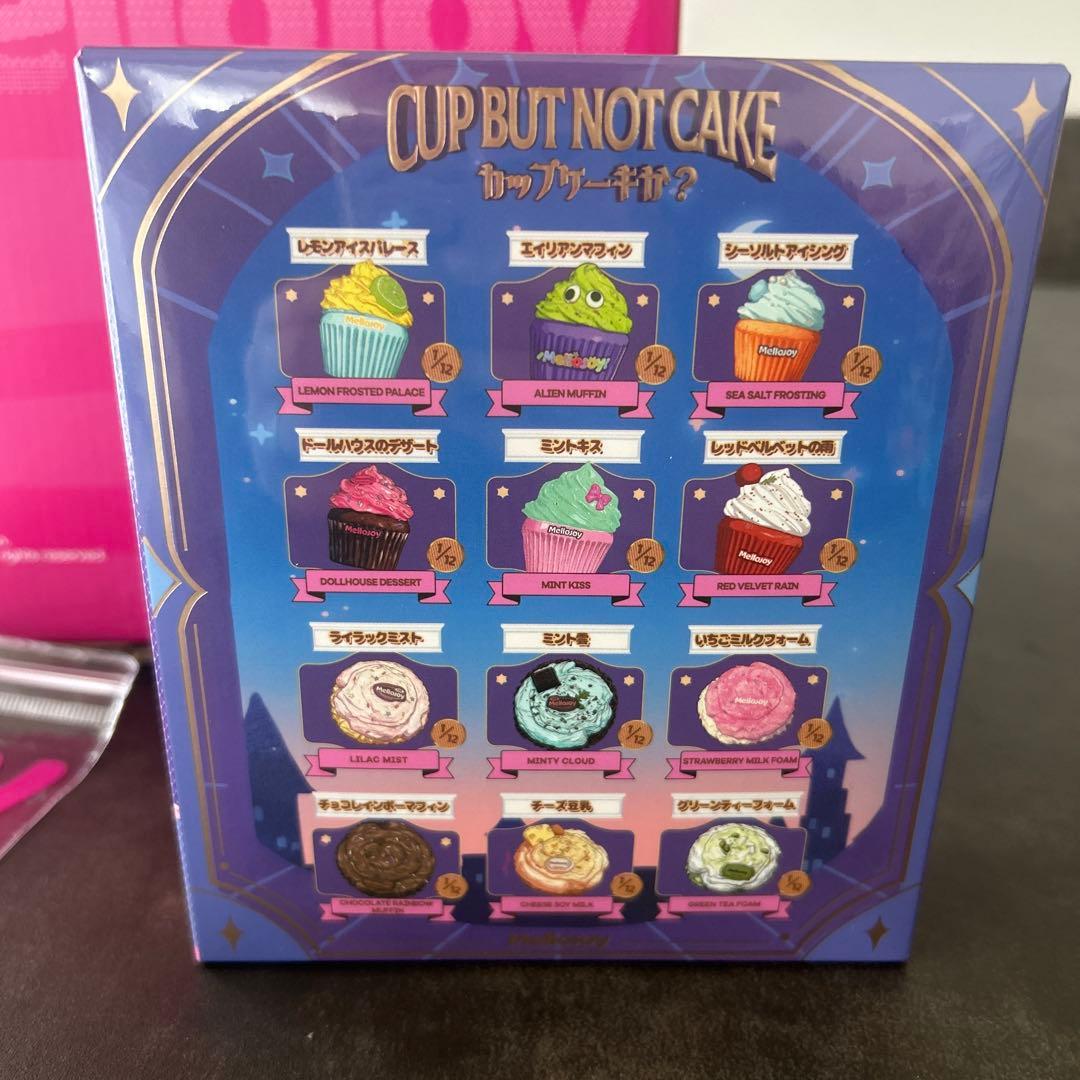 CUP BUT NOT CAKE
カップケーキか？
レモンアイスパレース
エイリアンマフィン
シーソルトアイシング
MelloJoy
MelloJoy
MelloJoy
1/12
1/12
1/12
LEMON FROSTED PALACE
ALIEN MUFFIN
SEA SALT FROSTING
ドールハウスのデザート
ミントキス
レッドベルベットの雨
MelloJoy
MelloJoy
MelloJoy
1/12
1/12
1/12
DOLLHOUSE DESSERT
MINT KISS
RED VELVET RAIN
rights reserved
ライラックミスト
ミント雲
いちごミルクフォーム
MelloJoy
MelloJoy
MelloJoy
1/12
1/12
1/12
LILAC MIST
MINTY CLOUD
STRAWBERRY MILK FOAM
チョコレインボーマフィン
チーズ豆乳
グリーンティーフォーム
1/12
1/12
1/12
CHOCOLATE RAINBOW
MUFFIN
CHEESE SOY MILK
GREEN TEA FOAM
MelloJoy